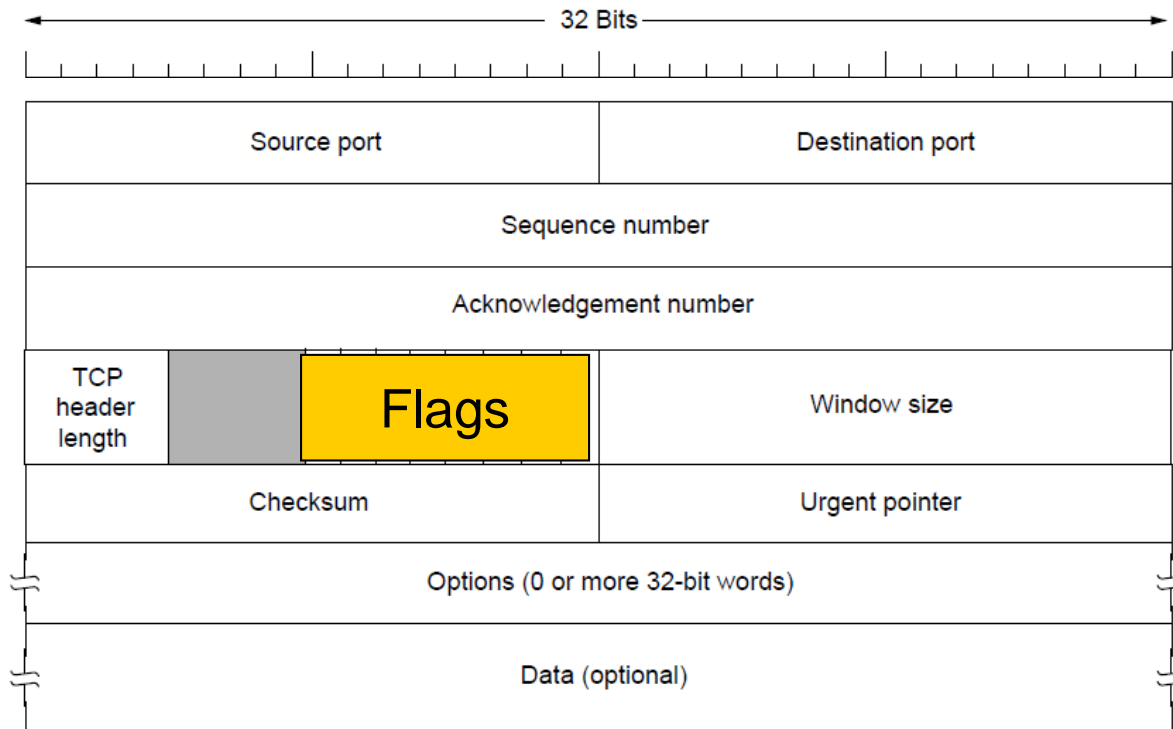 32 Bits
Source port
Destination port
Sequence number
Acknowledgement number
TCP
header
length
Flags
Window size
Checksum
Urgent pointer
Options (0 or more 32-bit words)
Data (optional)